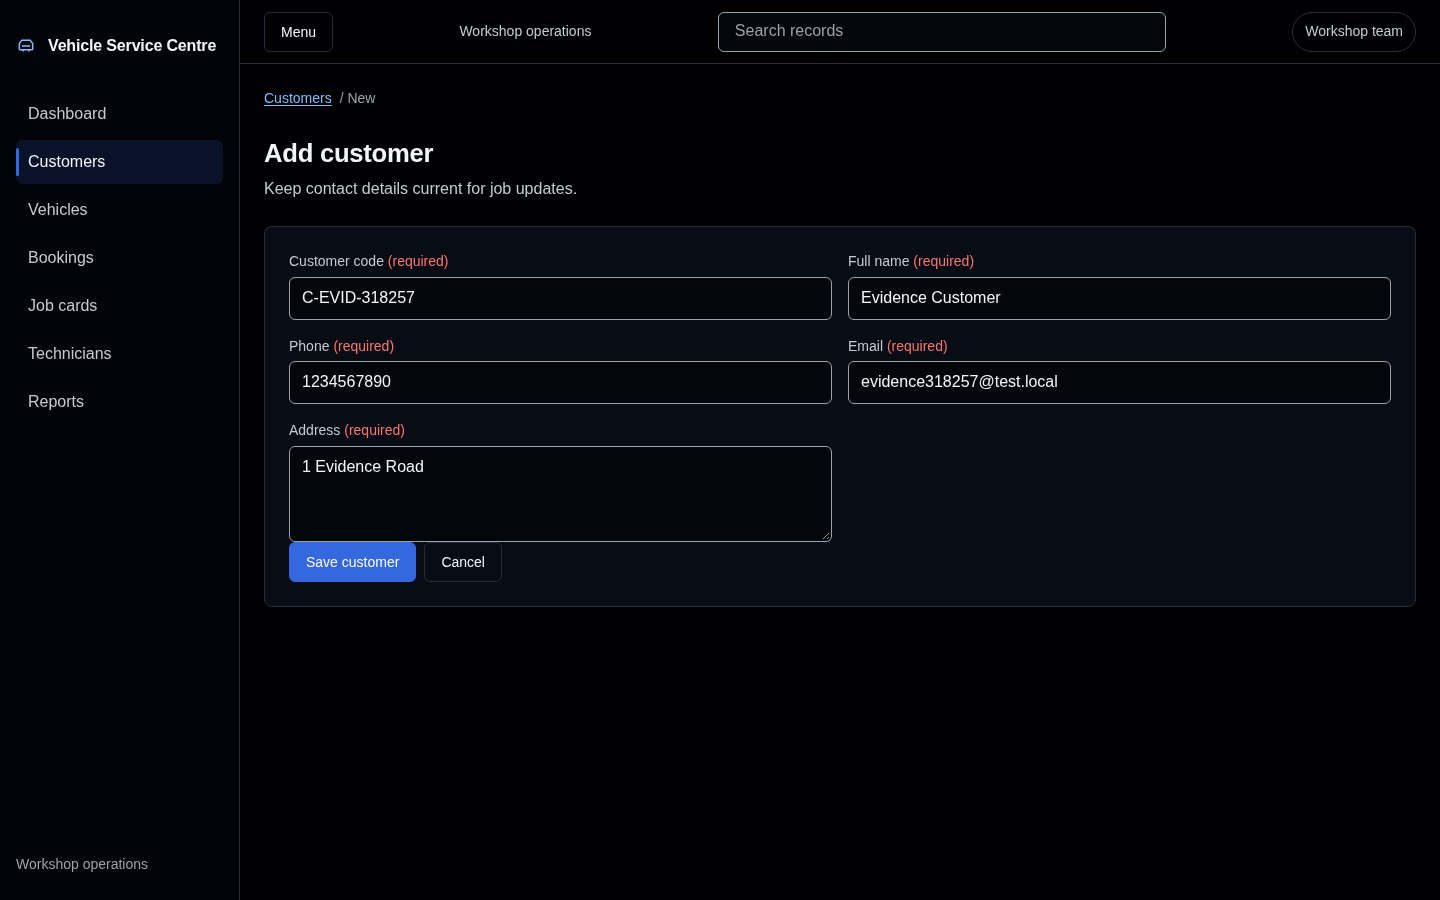 Vehicle Service Centre
Dashboard
Customers
Vehicles
Bookings
Job cards
Technicians
Reports
Workshop operations
Menu
Workshop operations
Search records
Workshop team
Customers / New
Add customer
Keep contact details current for job updates.
Customer code (required)
C-EVID-318257
Full name (required)
Evidence Customer
Phone (required)
1234567890
Email (required)
evidence318257@test.local
Address (required)
1 Evidence Road
Save customer
Cancel